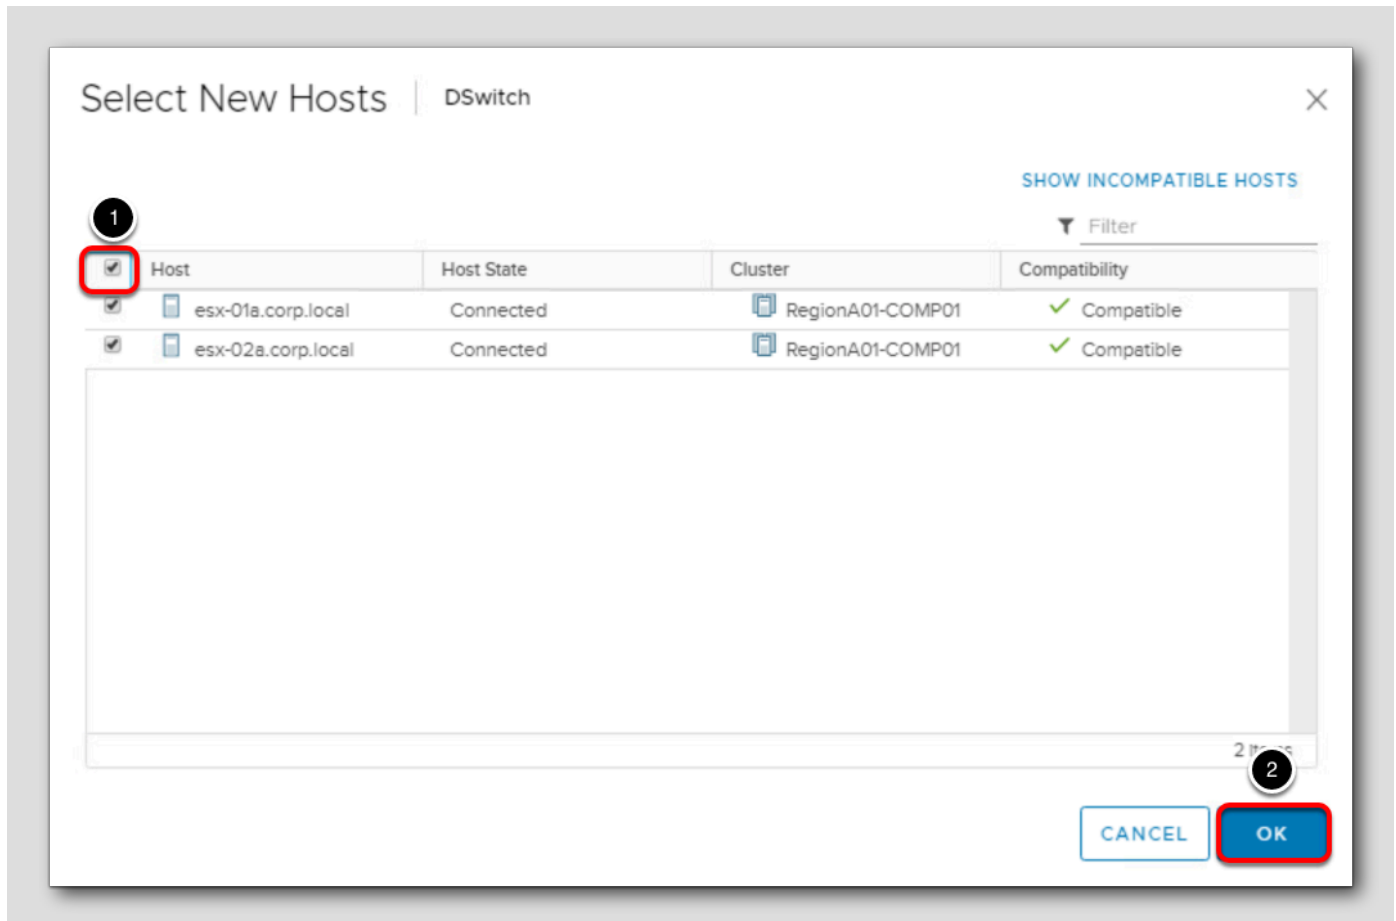 Select New Hosts DSwitch
SHOW INCOMPATIBLE HOSTS
1
Filter
Host Host State Cluster Compatibility
esx-01a.corp.local Connected RegionA01-COMP01 Compatible
esx-02a.corp.local Connected RegionA01-COMP01 Compatible
2
2
CANCEL OK